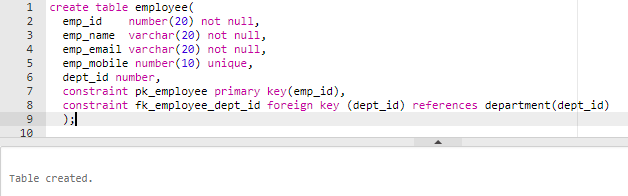 1 create table employee(
2 emp_id number(20) not null,
3 emp_name varchar(20) not null,
4 emp_email varchar(20) not null,
5 emp_mobile number(10) unique,
6 dept_id number,
7 constraint pk_employee primary key(emp_id),
8 constraint fk_employee_dept_id foreign key (dept_id) references department(dept_id)
9 );
10
Table created.